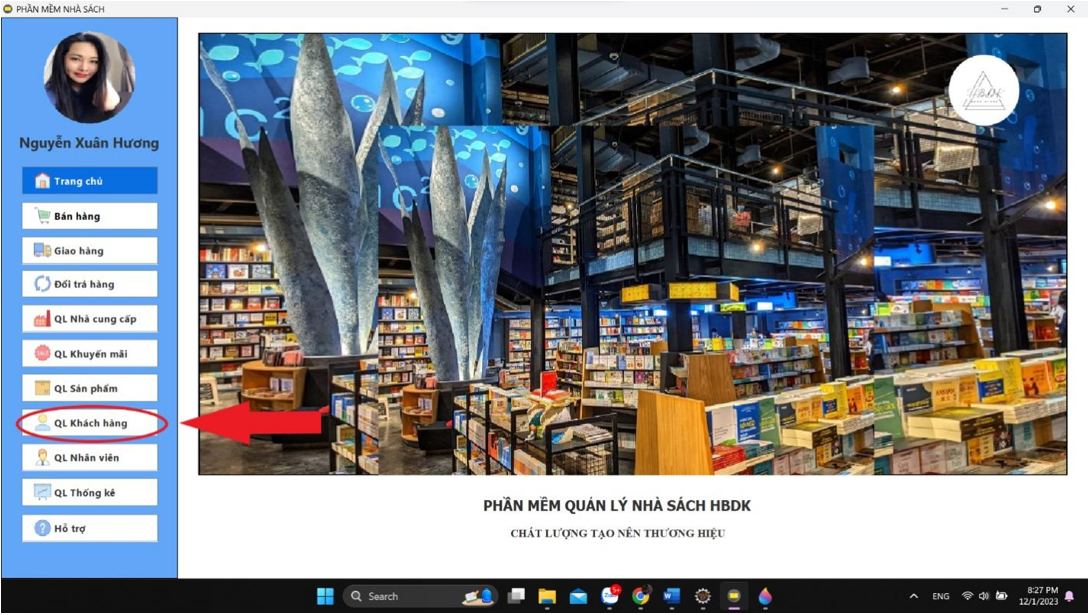 PHẦN MỀM NHÀ SÁCH
Nguyễn Xuân Hương
Trang chủ
Bán hàng
Giao hàng
Đổi trả hàng
QL Nhà cung cấp
QL Khuyến mãi
QL Sản phẩm
QL Khách hàng
QL Nhân viên
QL Thống kê
Hỗ trợ
HBDK
PHẦN MỀM QUẢN LÝ NHÀ SÁCH HBDK
CHẤT LƯỢNG TẠO NÊN THƯƠNG HIỆU
Search
ENG
8:27 PM
12/1/2023